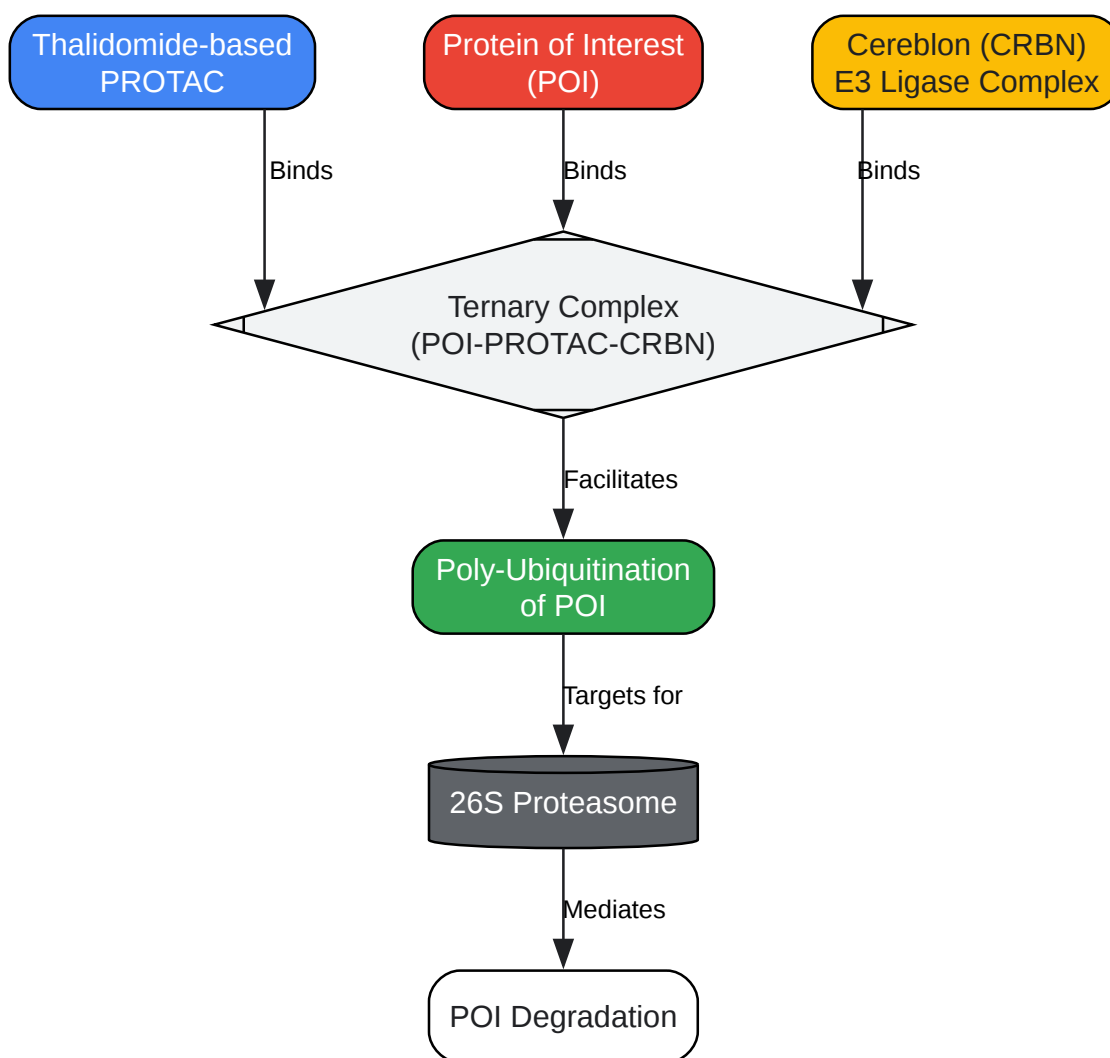 Thalidomide-based
PROTAC
Protein of Interest
(POI)
Cereblon (CRBN)
E3 Ligase Complex
Binds
Binds
Binds
Ternary Complex
(POI-PROTAC-CRBN)
Facilitates
Poly-Ubiquitination
of POI
Targets for
26S Proteasome
Mediates
POI Degradation